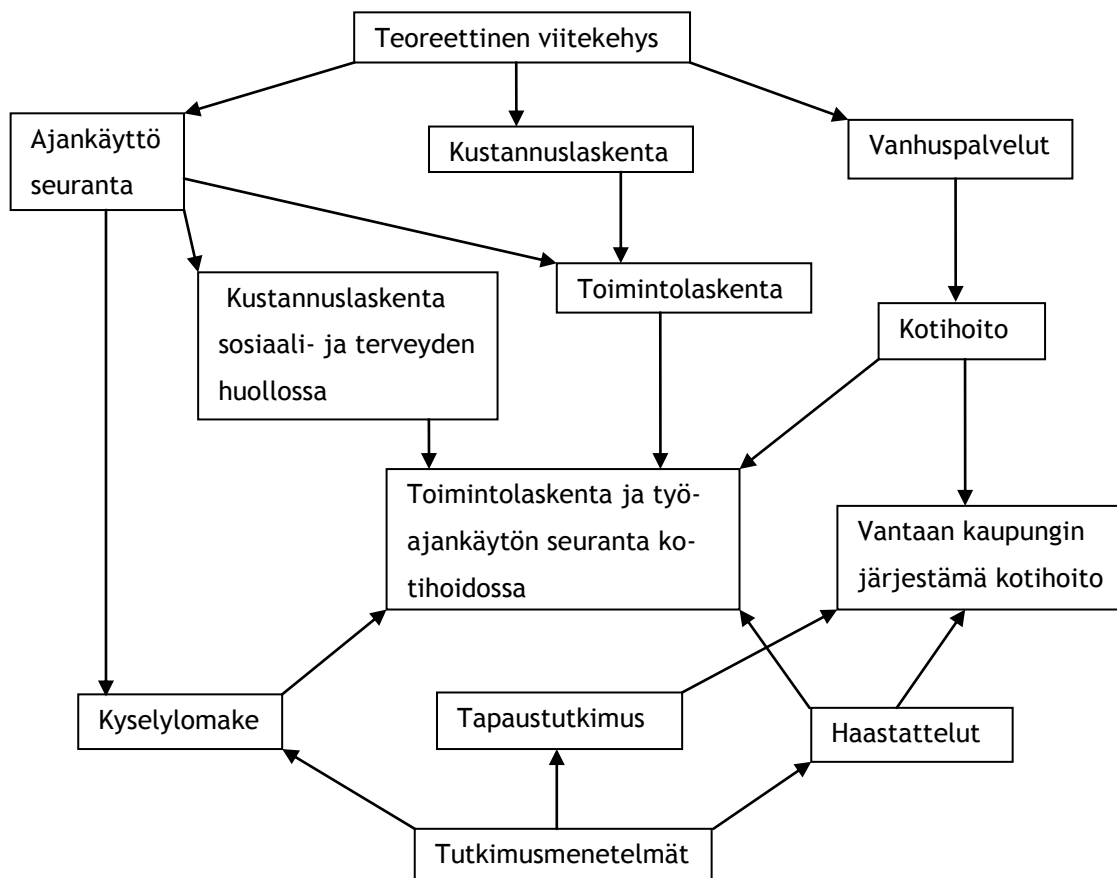 Teoreettinen viitekehys
Ajankäyttö
seuranta
Kustannuslaskenta
Vanhuspalvelut
Kustannuslaskenta
sosiaali- ja terveyden
huollossa
Toimintolaskenta
Kotihoito
Toimintolaskenta ja työ-
ajankäytön seuranta ko-
tihoidossa
Vantaan kaupungin
järjestämä kotihoito
Kyselylomake
Tapaustutkimus
Haastattelut
Tutkimusmenetelmät